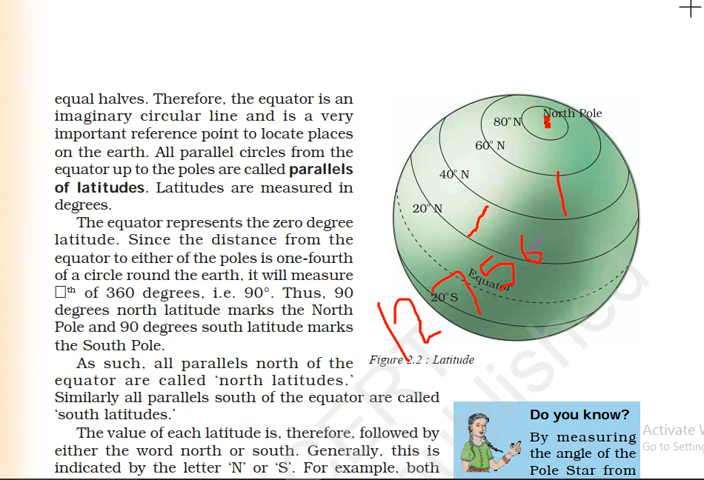 equal halves. Therefore, the equator is an
imaginary circular line and is a very
important reference point to locate places
on the earth. All parallel circles from the
equator up to the poles are called parallels
of latitudes. Latitudes are measured in
degrees.
The equator represents the zero degree
latitude. Since the distance from the
equator to either of the poles is one-fourth
of a circle round the earth, it will measure
□th of 360 degrees, i.e. 90°. Thus, 90
degrees north latitude marks the North
Pole and 90 degrees south latitude marks
the South Pole.
As such, all parallels north of the
equator are called ‘north latitudes.’
Similarly all parallels south of the equator are called
‘south latitudes.’
The value of each latitude is, therefore, followed by
either the word north or south. Generally, this is
indicated by the letter ‘N’ or ‘S’. For example, both
North Pole
80° N
60° N
40° N
20° N
Equator
20° S
12
Figure 2.2 : Latitude
Do you know?
By measuring
the angle of the
Pole Star from
Activate
Go to Setting